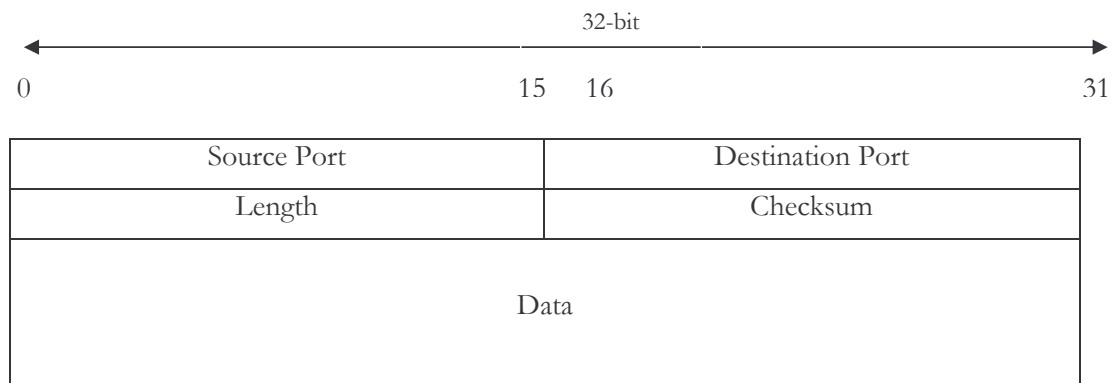 32-bit
0 15 16 31
Source Port Destination Port
Length Checksum
Data